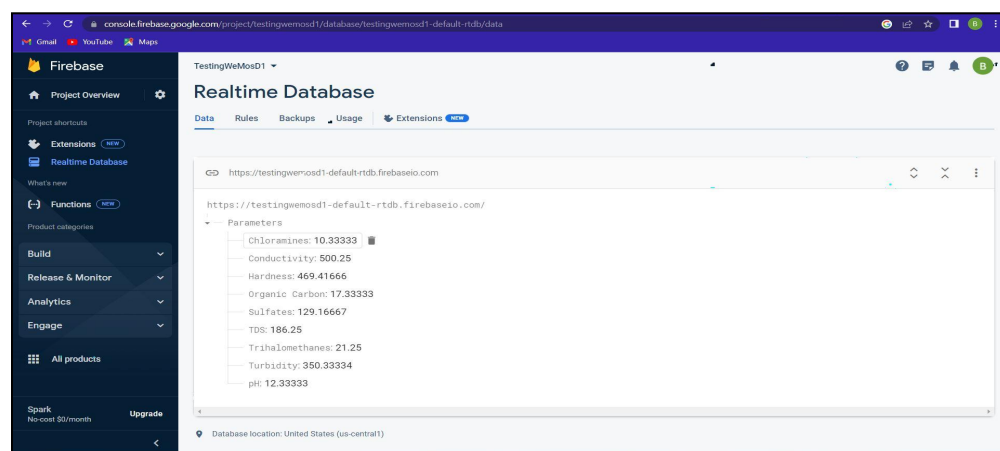 console.firebase.google.com/project/testingwemosd1/database/testingwemosd1-default-rtdb/data
Gmail YouTube Maps
Firebase
TestingWeMosD1
Project Overview
Realtime Database
Project shortcuts
Data Rules Backups Usage Extensions NEW
Extensions NEW
Realtime Database
What's new
Functions NEW
Product categories
Build
Release & Monitor
Analytics
Engage
All products
Spark
No-cost $0/month
Upgrade
https://testingwemosd1-default-rtdb.firebaseio.com
https://testingwemosd1-default-rtdb.firebaseio.com/
Parameters
Chloramines: 10.33333
Conductivity: 500.25
Hardness: 469.41666
Organic Carbon: 17.33333
Sulfates: 129.16667
TDS: 186.25
Trihalomethanes: 21.25
Turbidity: 350.33334
pH: 12.33333
Database location: United States (us-central1)
B
B